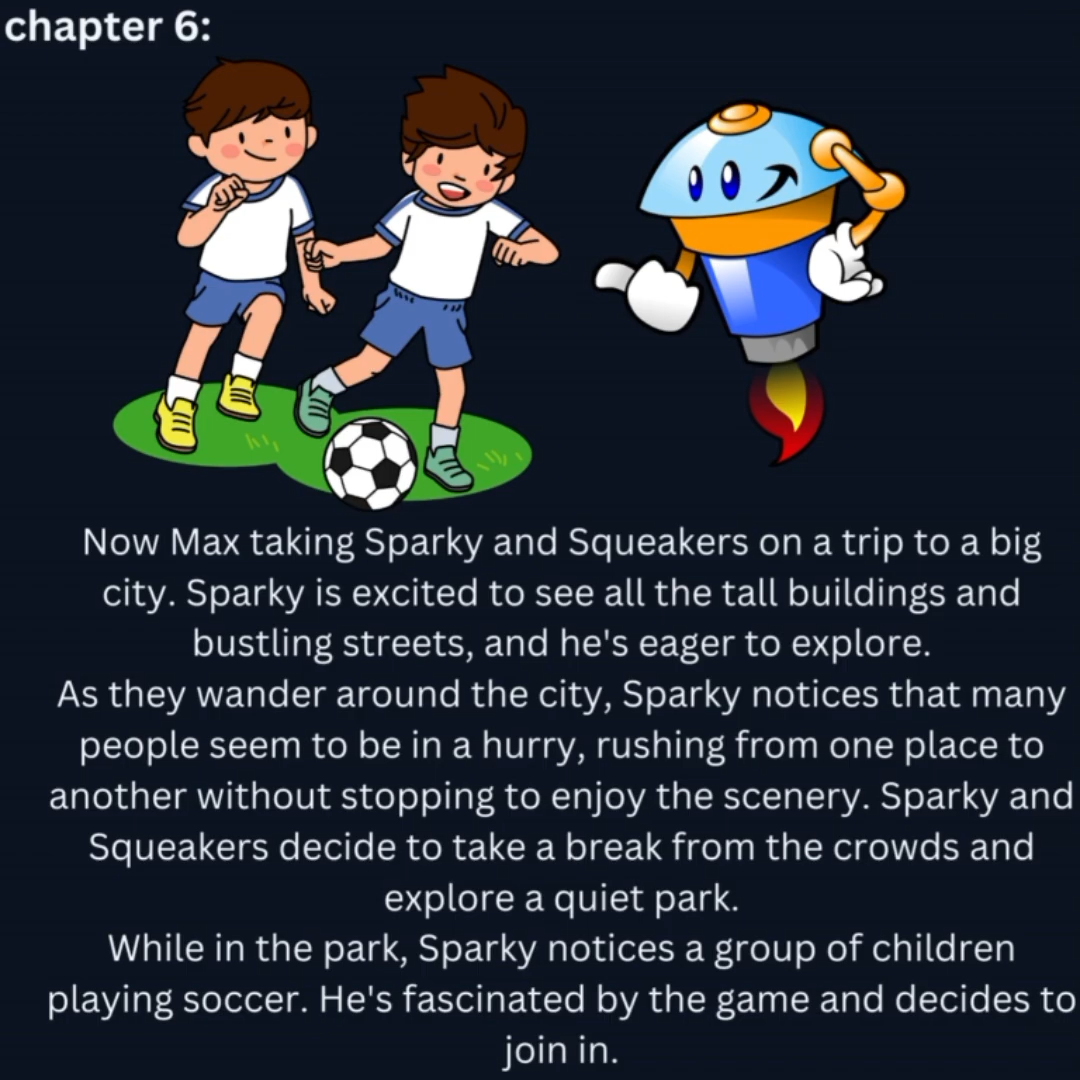 chapter 6:
Now Max taking Sparky and Squeakers on a trip to a big
city. Sparky is excited to see all the tall buildings and
bustling streets, and he's eager to explore.
As they wander around the city, Sparky notices that many
people seem to be in a hurry, rushing from one place to
another without stopping to enjoy the scenery. Sparky and
Squeakers decide to take a break from the crowds and
explore a quiet park.
While in the park, Sparky notices a group of children
playing soccer. He's fascinated by the game and decides to
join in.